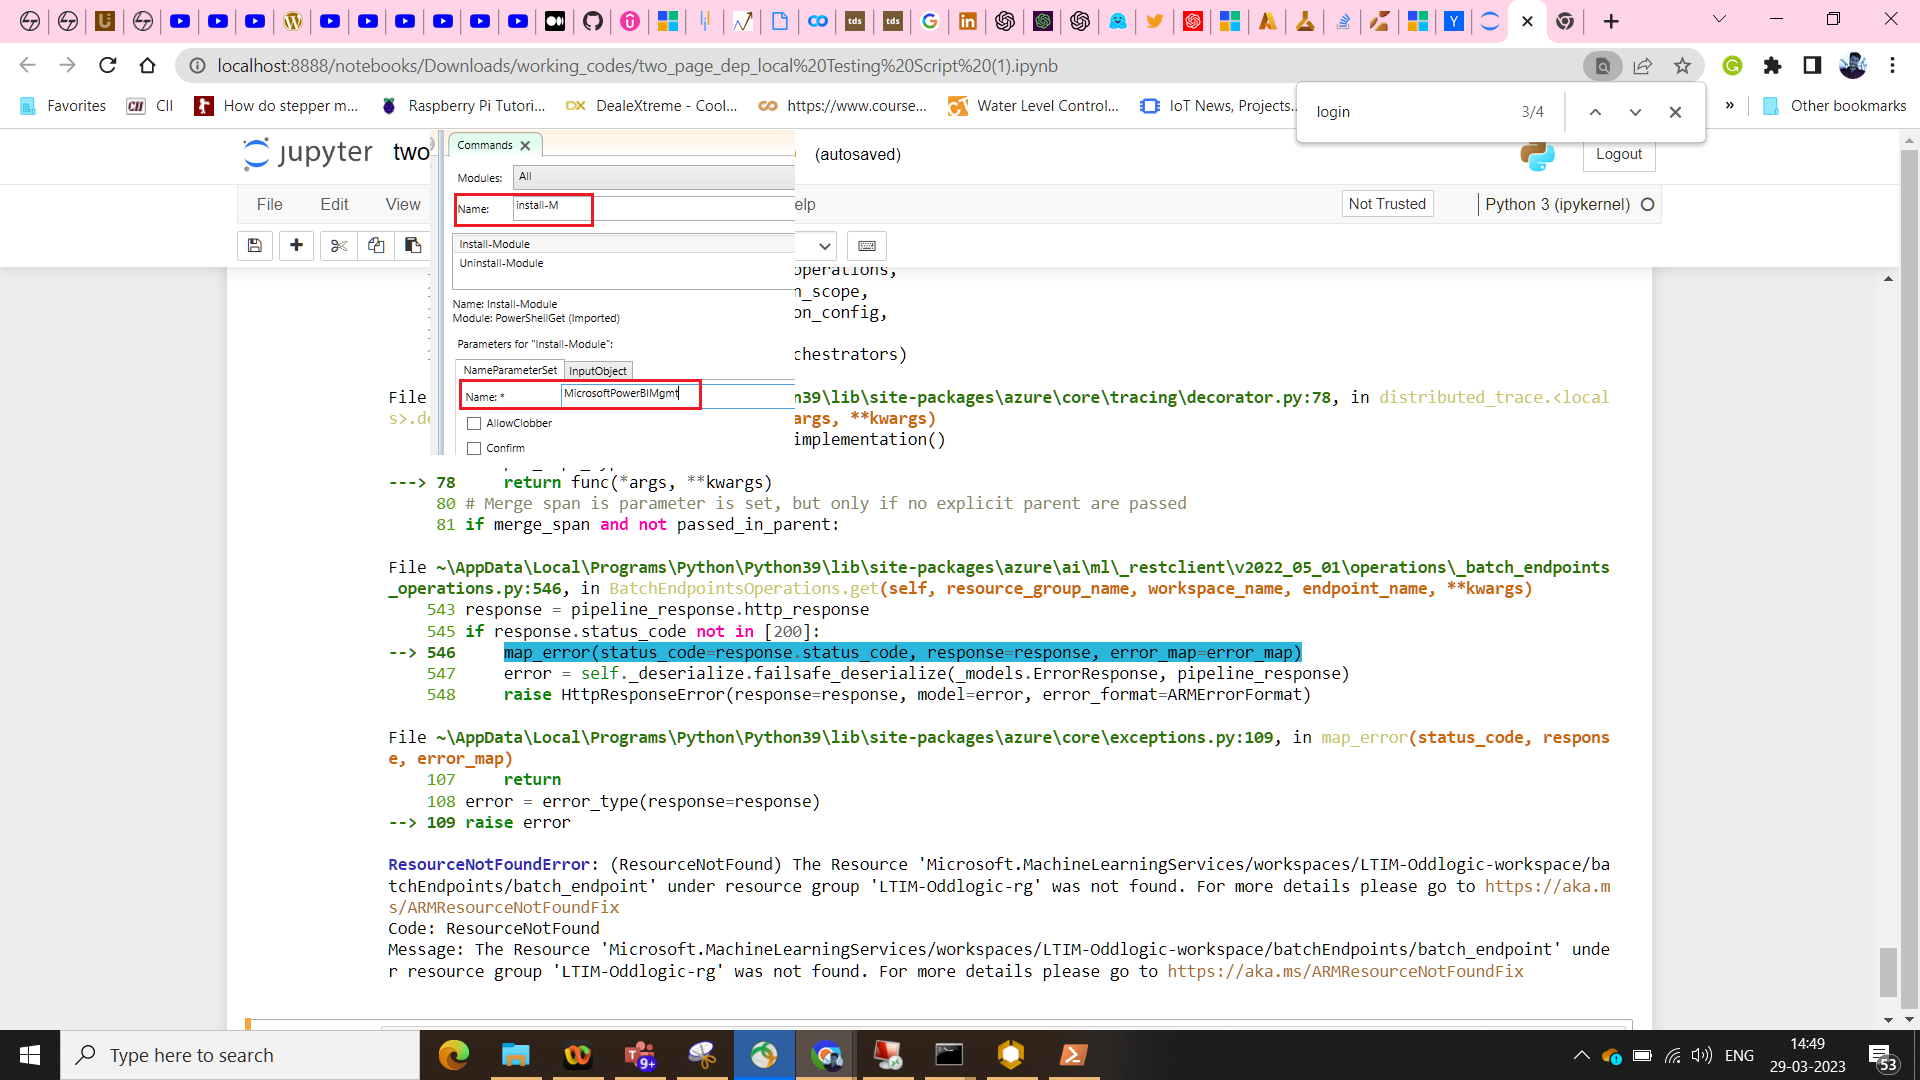 localhost:8888/notebooks/Downloads/working_codes/two_page_dep_local%20Testing%20Script%20(1).ipynb
Favorites CII How do stepper m... Raspberry Pi Tutori... DealeXtreme - Cool... https://www.course... Water Level Control... IoT News, Projects... » Other bookmarks
login 3/4
jupyter two (autosaved) Logout
File Edit View elp Not Trusted Python 3 (ipykernel)
Commands
Modules: All
Name: install-M
Install-Module
Uninstall-Module
Name: Install-Module
Module: PowerShellGet (Imported)
Parameters for "Install-Module":
NameParameterSet InputObject
Name: * MicrosoftPowerBIMgmt
AllowClobber
Confirm
operations,
n_scope,
on_config,
chestrators)
File n39\lib\site-packages\azure\core\tracing\decorator.py:78, in distributed_trace.<local
s>.de args, **kwargs)
implementation()
---> 78 return func(*args, **kwargs)
80 # Merge span is parameter is set, but only if no explicit parent are passed
81 if merge_span and not passed_in_parent:
File ~\AppData\Local\Programs\Python\Python39\lib\site-packages\azure\ai\ml\_restclient\v2022_05_01\operations\_batch_endpoints
_operations.py:546, in BatchEndpointsOperations.get(self, resource_group_name, workspace_name, endpoint_name, **kwargs)
543 response = pipeline_response.http_response
545 if response.status_code not in [200]:
--> 546 map_error(status_code=response.status_code, response=response, error_map=error_map)
547 error = self._deserialize.failsafe_deserialize(_models.ErrorResponse, pipeline_response)
548 raise HttpResponseError(response=response, model=error, error_format=ARMErrorFormat)
File ~\AppData\Local\Programs\Python\Python39\lib\site-packages\azure\core\exceptions.py:109, in map_error(status_code, respons
e, error_map)
107 return
108 error = error_type(response=response)
--> 109 raise error
ResourceNotFoundError: (ResourceNotFound) The Resource 'Microsoft.MachineLearningServices/workspaces/LTIM-Oddlogic-workspace/ba
tchEndpoints/batch_endpoint' under resource group 'LTIM-Oddlogic-rg' was not found. For more details please go to https://aka.m
s/ARMResourceNotFoundFix
Code: ResourceNotFound
Message: The Resource 'Microsoft.MachineLearningServices/workspaces/LTIM-Oddlogic-workspace/batchEndpoints/batch_endpoint' unde
r resource group 'LTIM-Oddlogic-rg' was not found. For more details please go to https://aka.ms/ARMResourceNotFoundFix
Type here to search
ENG
14:49
29-03-2023
53